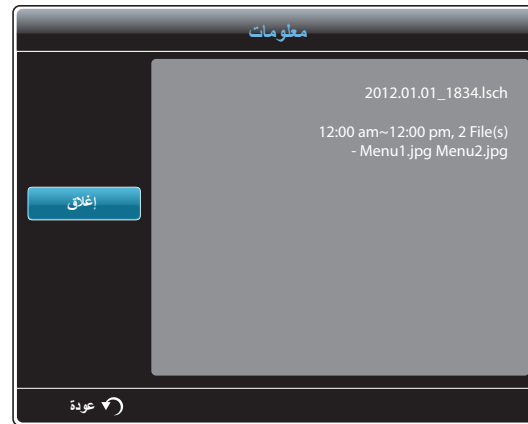 معلومات
2012.01.01_1834.lsch
12:00 am~12:00 pm, 2 File(s)
- Menu1.jpg Menu2.jpg
إغلاق
عودة